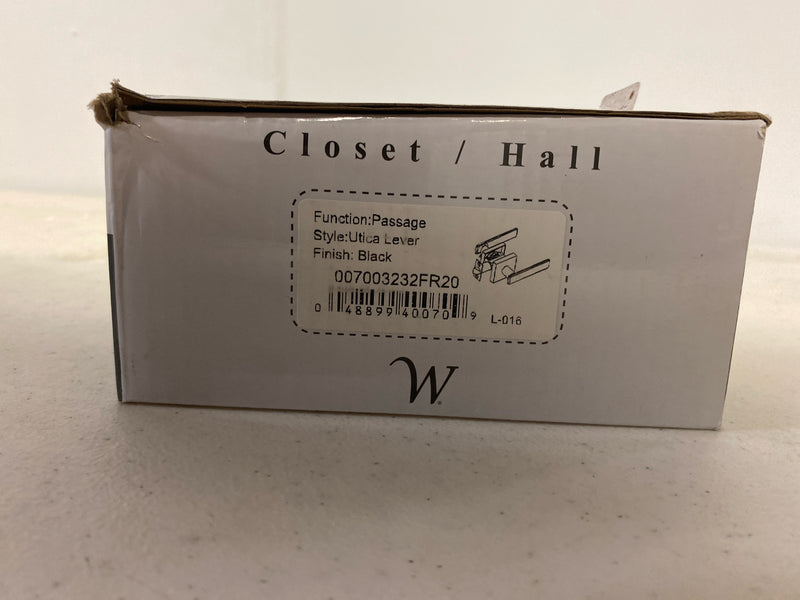 Closet / Hall
Function:Passage
Style:Utica Lever
Finish: Black
007003232FR20
0 48899 40070 9
L-016
W